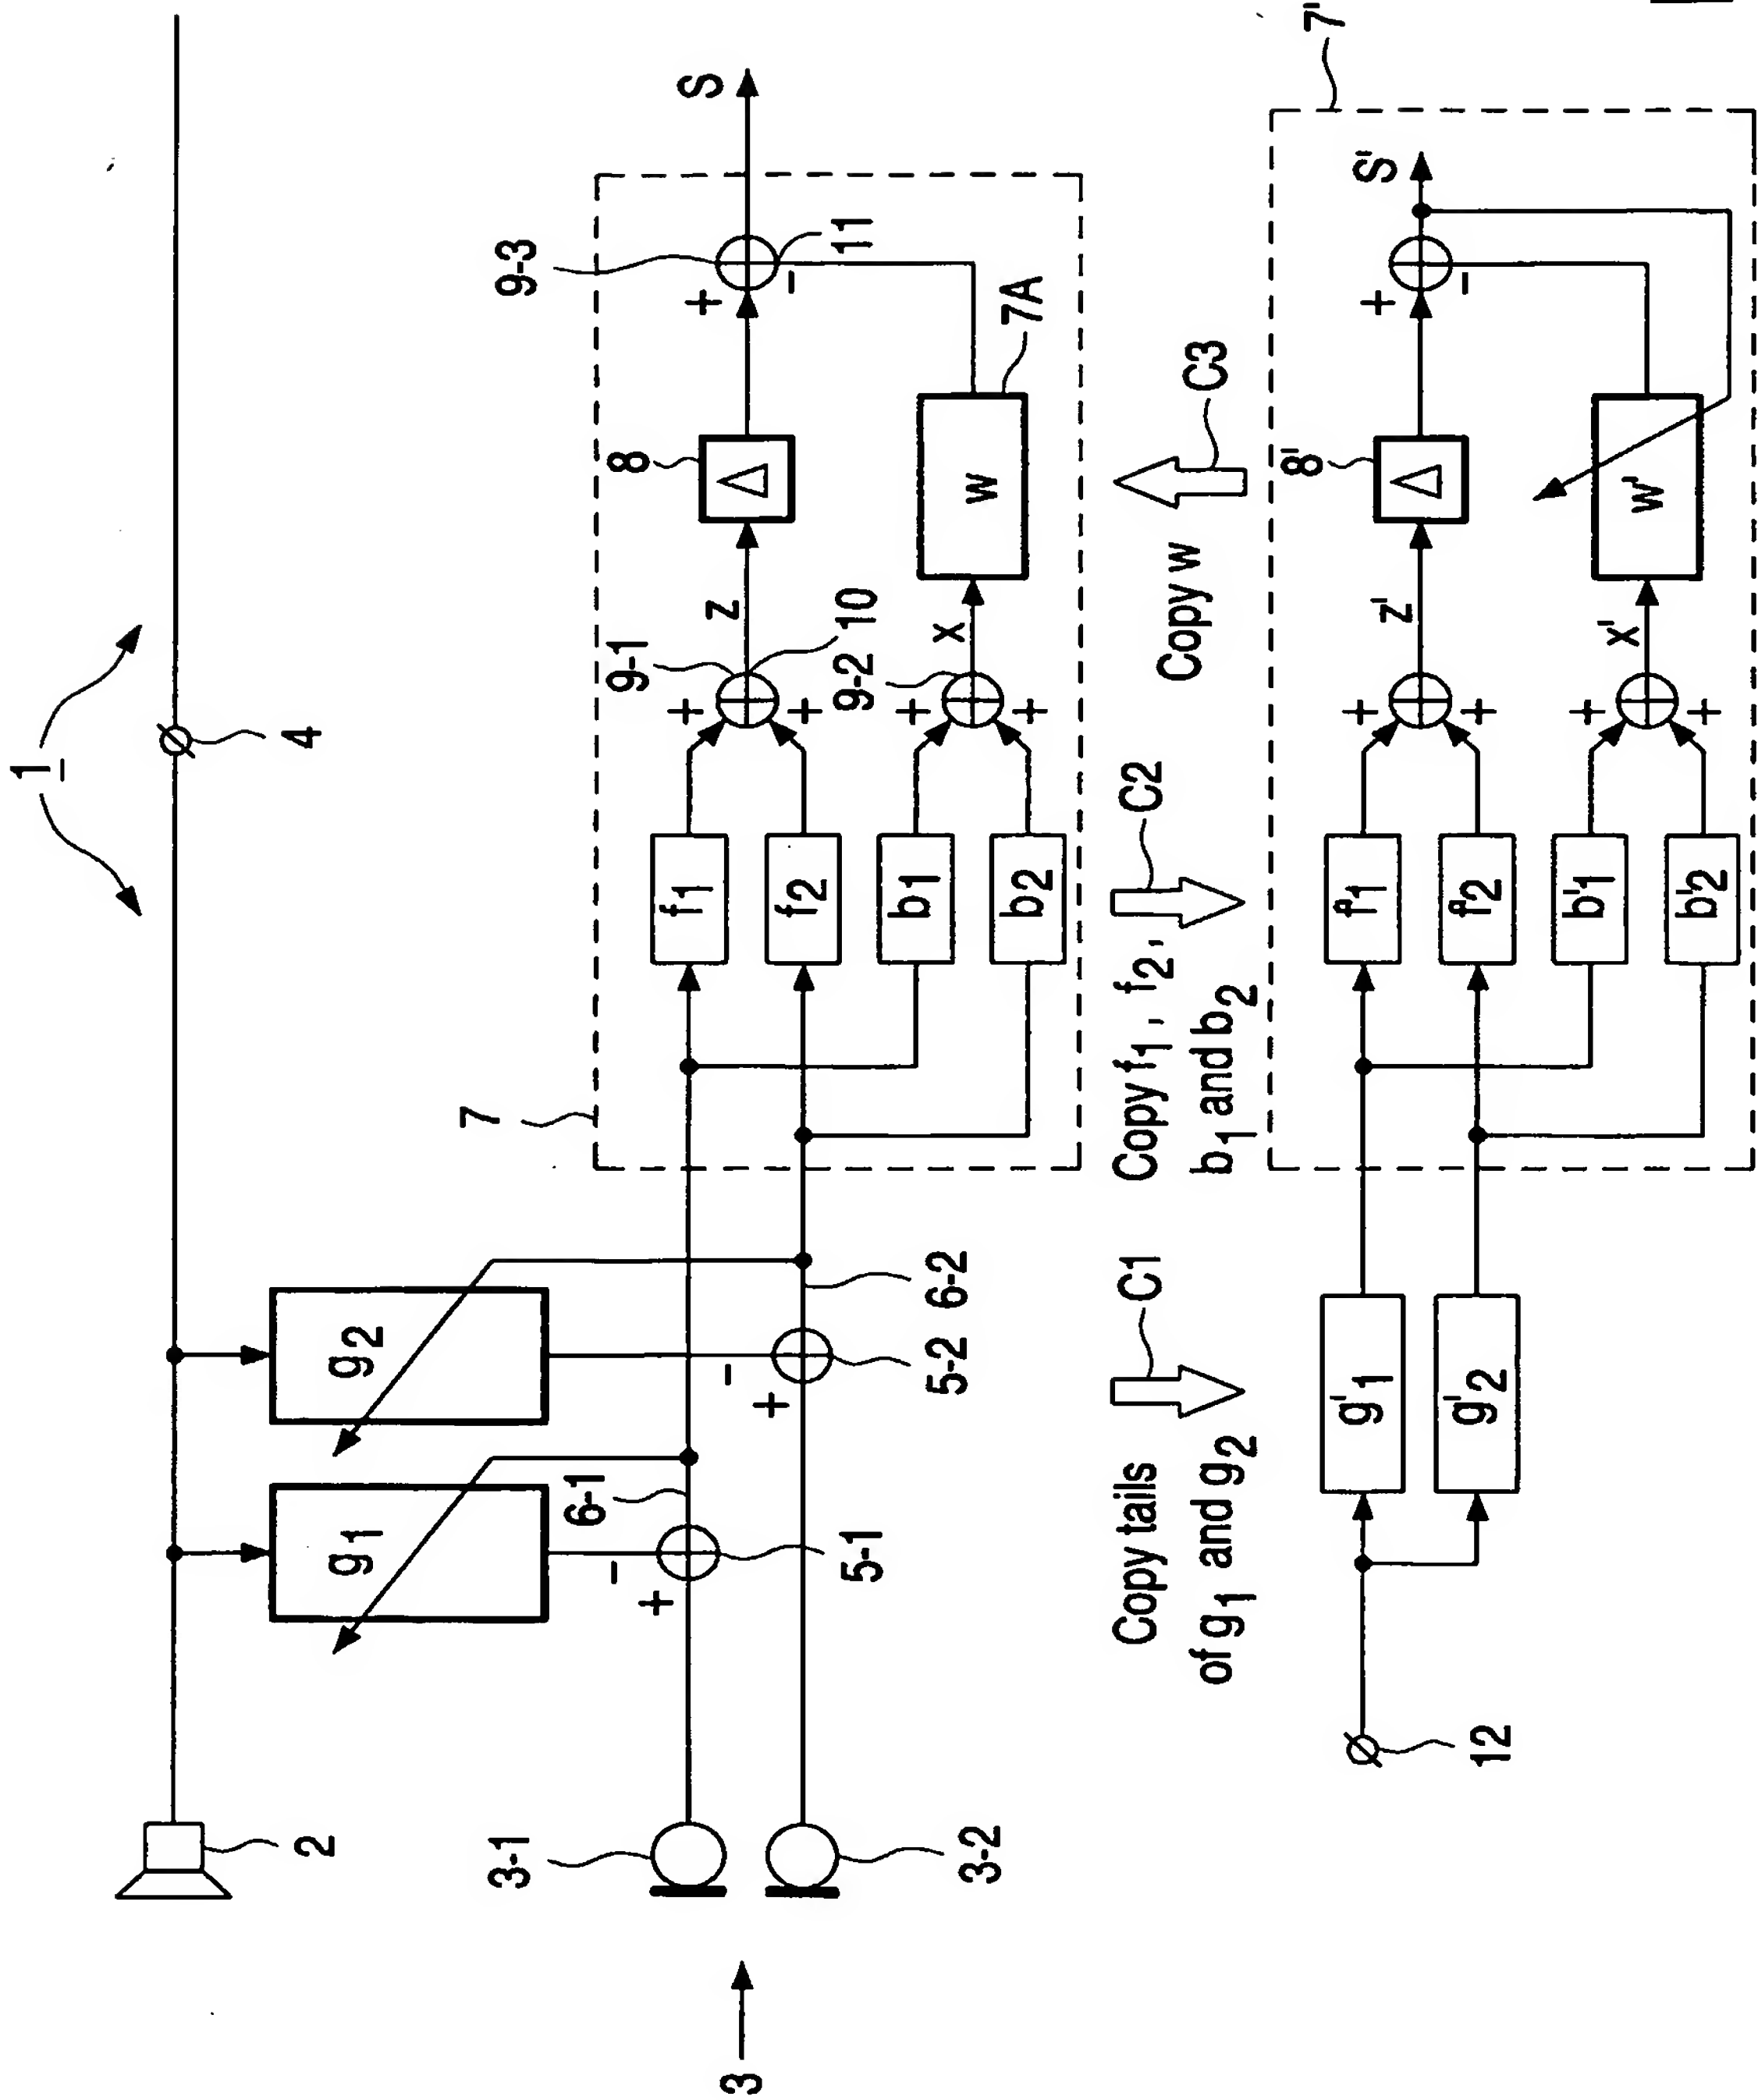 1
4
2
g1
g2
3-1
3-2
3
6-1
5-1
6-2
5-2
-
+
-
+
7
f1
f2
b1
b2
9-1
+
+
10
z
9-2
+
+
x
8
Δ
w
7A
9-3
+
-
11
S
Copy tails
of g1 and g2
C1
Copy f1, f2,
b1 and b2
C2
Copy w
C3
12
g'1
g'2
f'1
f'2
b'1
b'2
+
+
z'
+
+
x'
8'
Δ
w'
+
-
S'
7'